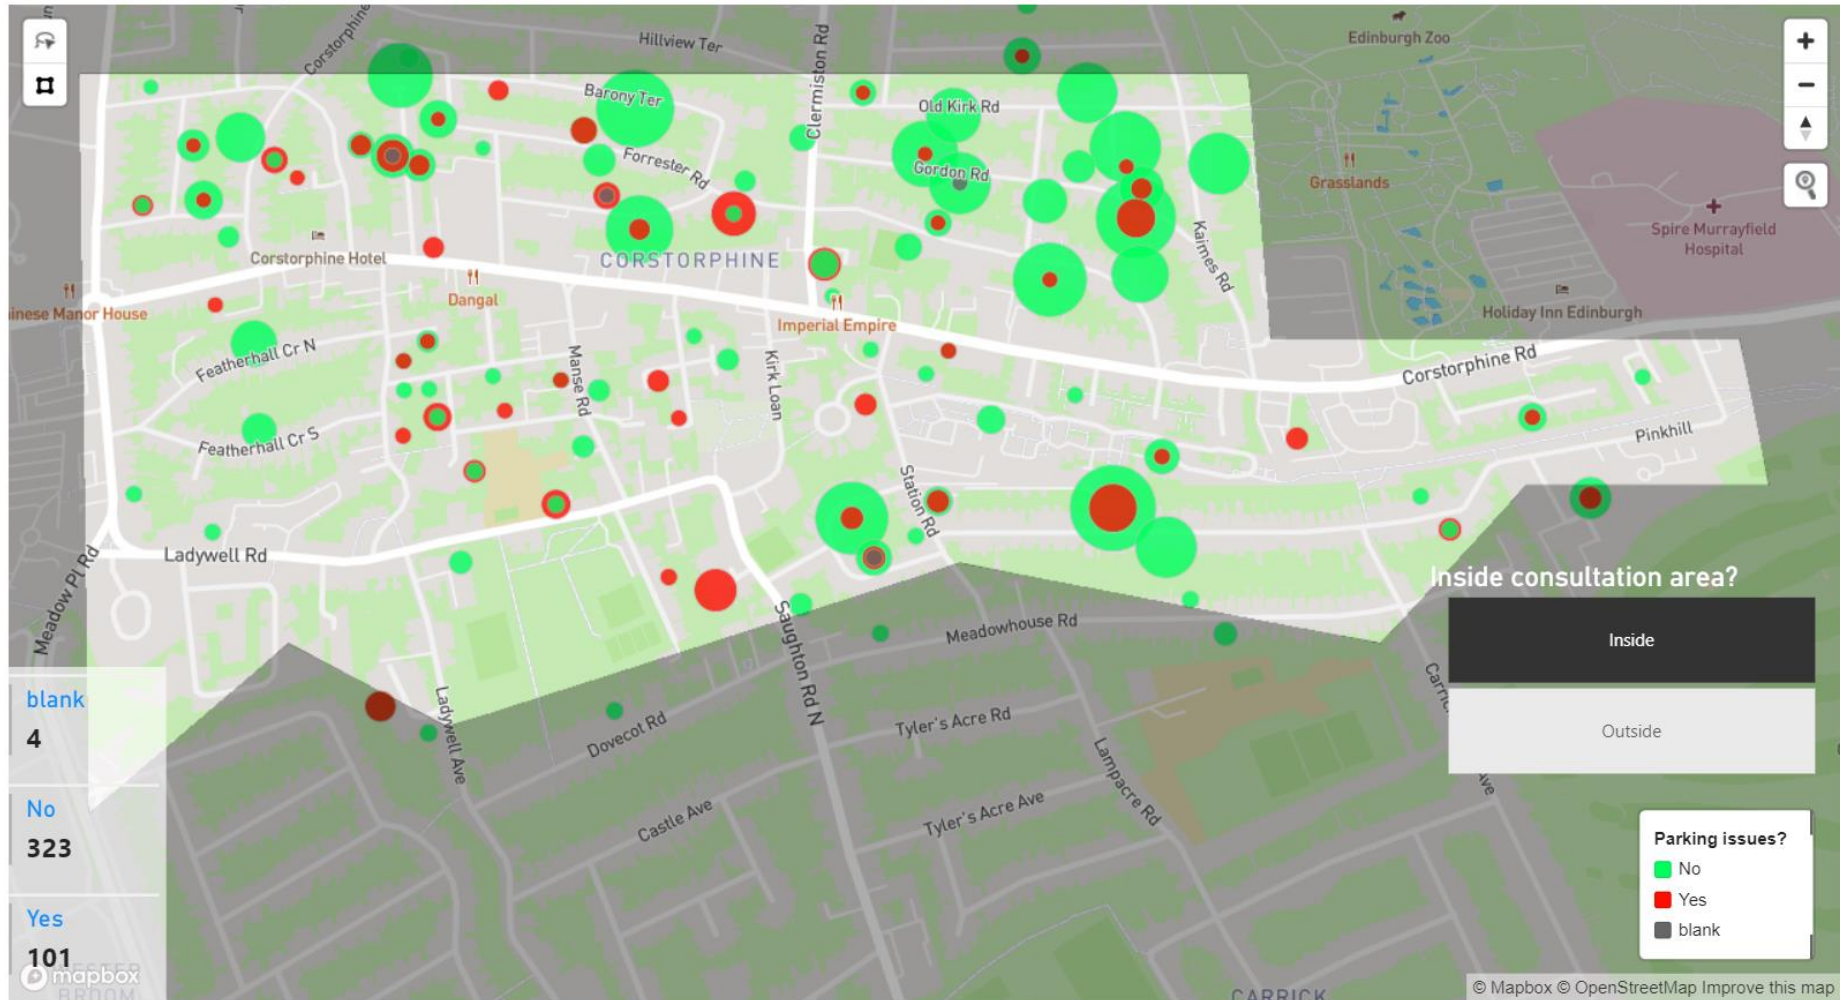 Corstorphine
Hillview Ter
Clermiston Rd
Edinburgh Zoo
Barony Ter
Old Kirk Rd
Forrester Rd
Gordon Rd
Grasslands
Spire Murrayfield
Hospital
Kaimes Rd
Corstorphine Hotel
CORSTORPHINE
Dangal
inese Manor House
Imperial Empire
Holiday Inn Edinburgh
Featherhall Cr N
Manse Rd
Kirk Loan
Corstorphine Rd
Featherhall Cr S
Pinkhill
Station Rd
Ladywell Rd
Meadow Pl Rd
Saughton Rd N
Meadowhouse Rd
Inside consultation area?
Inside
Outside
Ladywell Ave
Dovecot Rd
Tyler's Acre Rd
Lampacre Rd
Castle Ave
Tyler's Acre Ave
Carric
Ave
blank
4
No
323
Yes
101
mapbox
BROOM
CARRICK
Parking issues?
No
Yes
blank
© Mapbox © OpenStreetMap Improve this map